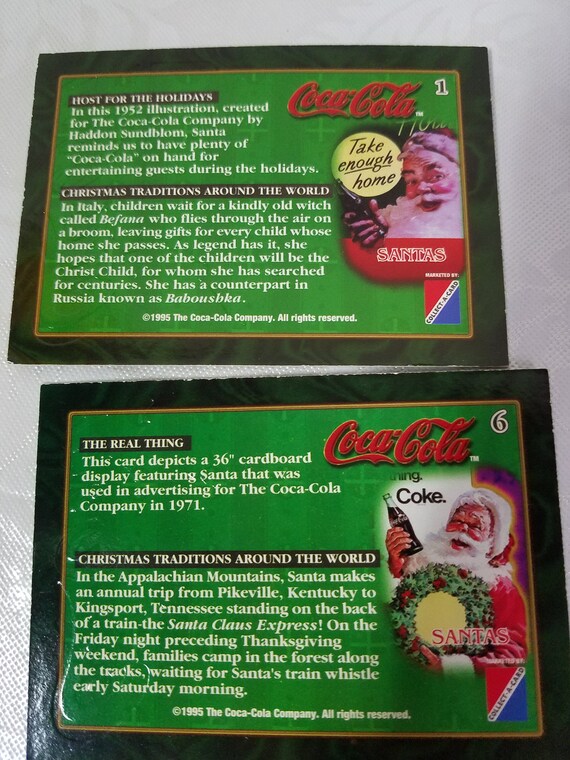 HOST FOR THE HOLIDAYS
In this 1952 illustration, created
for The Coca-Cola Company by
Haddon Sundblom, Santa
reminds us to have plenty of
"Coca-Cola" on hand for
entertaining guests during the holidays.
Coca-Cola TM
1
Take
enough
home
SANTAS
MARKETED BY:
COLLECT-A-CARD
CHRISTMAS TRADITIONS AROUND THE WORLD
In Italy, children wait for a kindly old witch
called Befana who flies through the air on
a broom, leaving gifts for every child whose
home she passes. As legend has it, she
hopes that one of the children will be the
Christ Child, for whom she has searched
for centuries. She has a counterpart in
Russia known as Baboushka.
©1995 The Coca-Cola Company. All rights reserved.
THE REAL THING
This card depicts a 36" cardboard
display featuring Santa that was
used in advertising for The Coca-Cola
Company in 1971.
Coca-Cola TM
6
hing.
Coke.
SANTAS
MARKETED BY:
COLLECT-A-CARD
CHRISTMAS TRADITIONS AROUND THE WORLD
In the Appalachian Mountains, Santa makes
an annual trip from Pikeville, Kentucky to
Kingsport, Tennessee standing on the back
of a train-the Santa Claus Express! On the
Friday night preceding Thanksgiving
weekend, families camp in the forest along
the tracks, waiting for Santa's train whistle
early Saturday morning.
©1995 The Coca-Cola Company. All rights reserved.